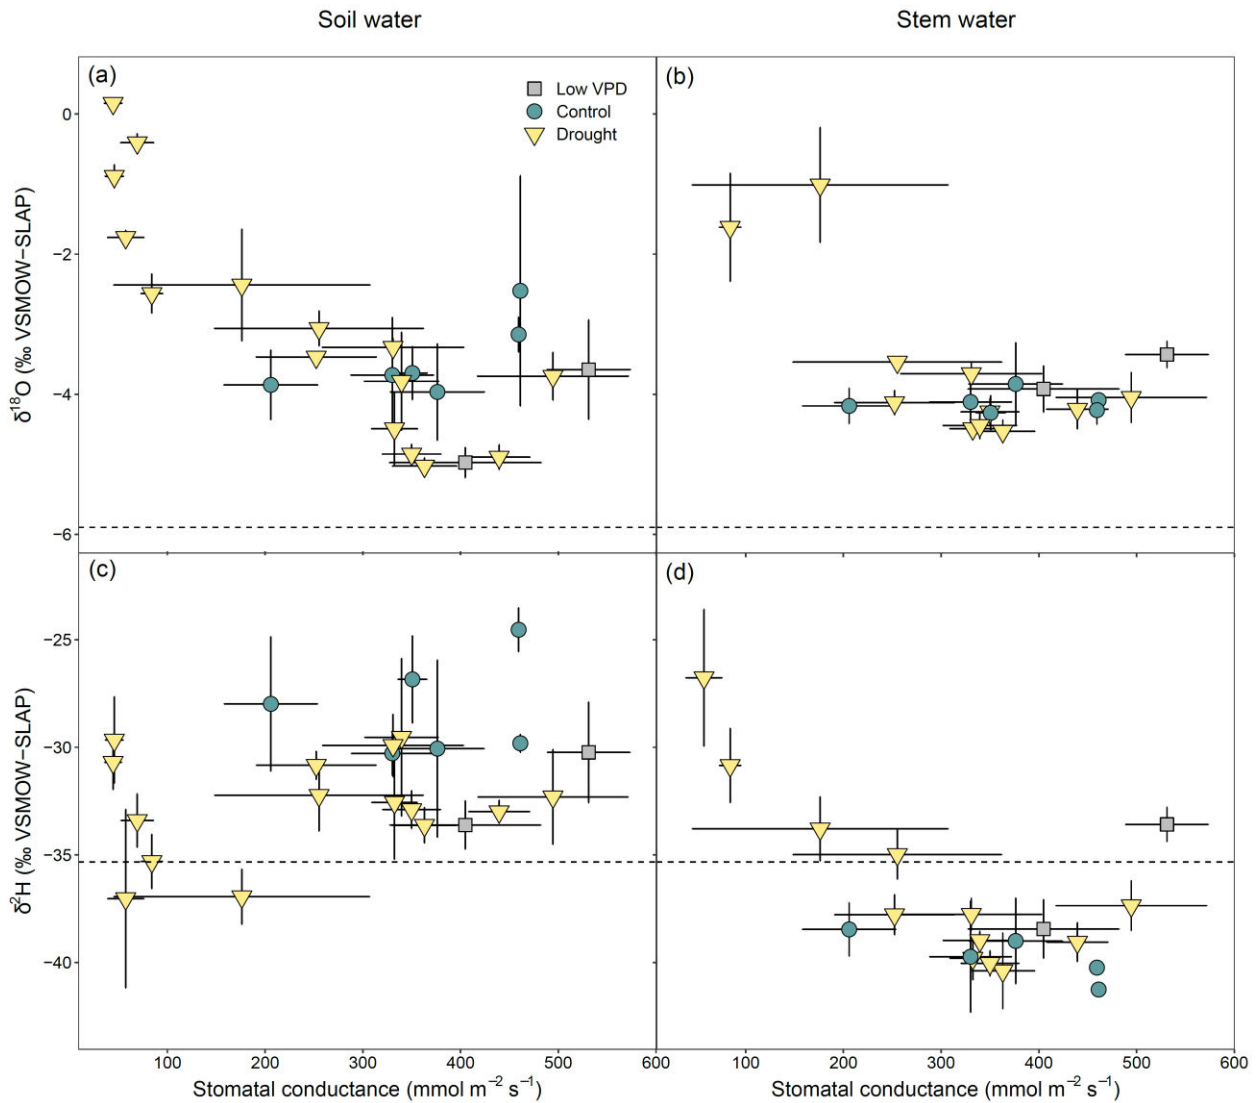 Soil water
Stem water
(a)
(b)
Low VPD
Control
Drought
0
−2
−4
−6
δ¹⁸O (‰ VSMOW−SLAP)
(c)
(d)
−25
−30
−35
−40
δ²H (‰ VSMOW−SLAP)
100 200 300 400 500 600 100 200 300 400 500 600
Stomatal conductance (mmol m⁻² s⁻¹) Stomatal conductance (mmol m⁻² s⁻¹)